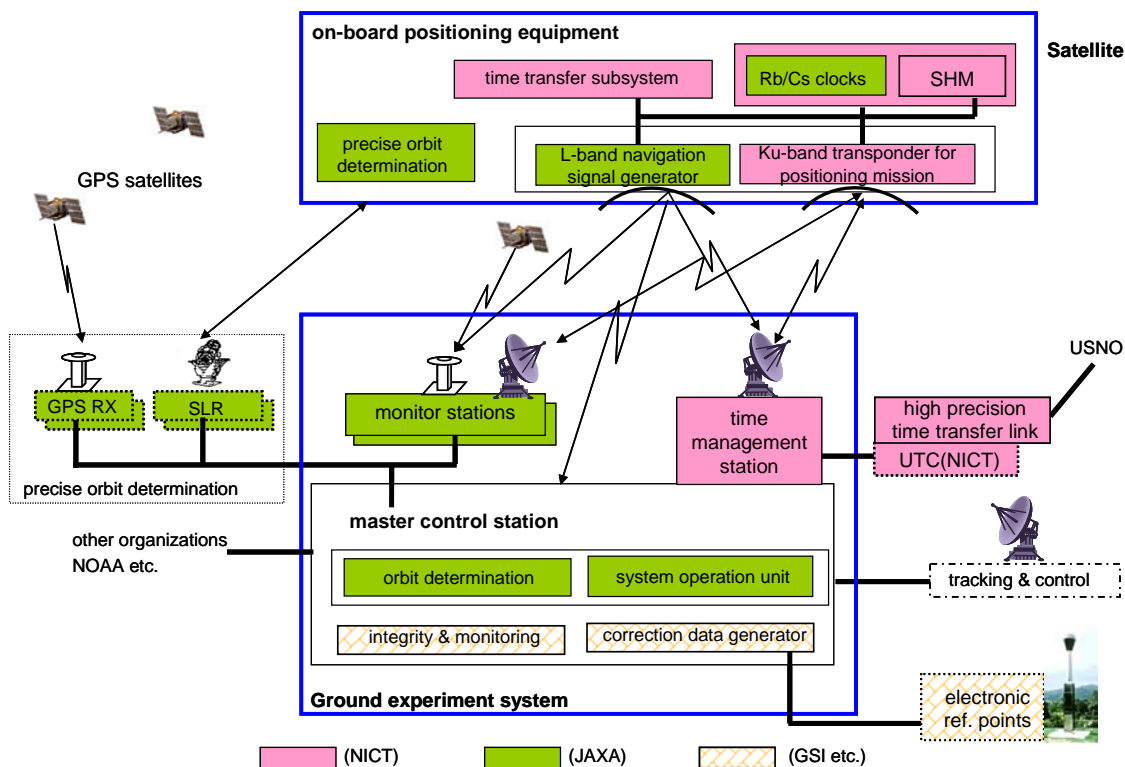 on-board positioning equipment
Satellite
time transfer subsystem
Rb/Cs clocks
SHM
precise orbit
determination
L-band navigation
signal generator
Ku-band transponder for
positioning mission
GPS satellites
USNO
GPS RX
SLR
monitor stations
time
management
station
high precision
time transfer link
UTC(NICT)
precise orbit determination
master control station
other organizations
NOAA etc.
orbit determination
system operation unit
tracking & control
integrity & monitoring
correction data generator
electronic
ref. points
Ground experiment system
(NICT)
(JAXA)
(GSI etc.)